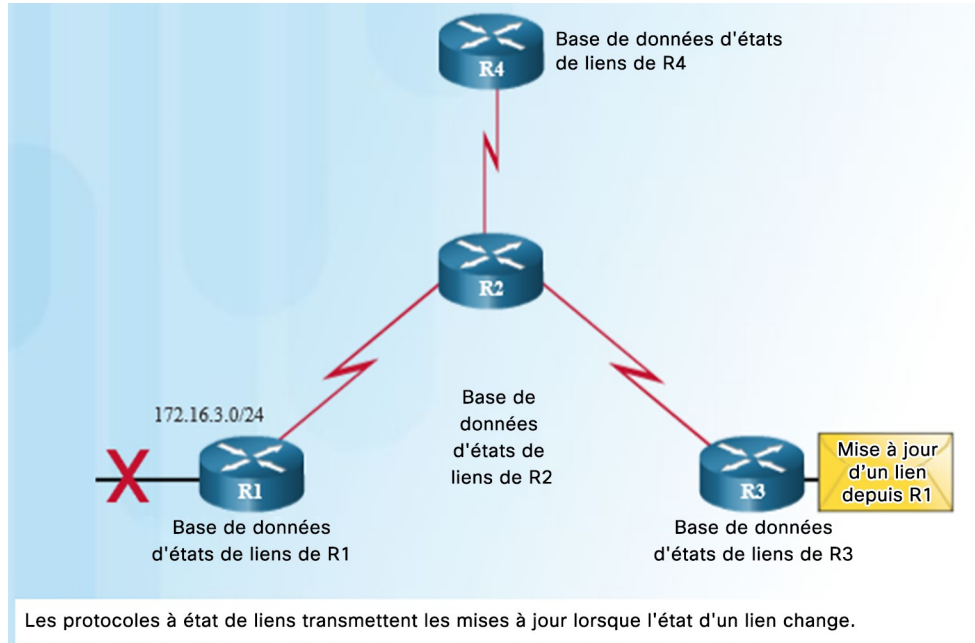 Base de données d'états
de liens de R4
R4
R2
Base de
données
d'états de
liens de R2
172.16.3.0/24
X
R1
Base de données
d'états de liens de R1
R3
Base de données
d'états de liens de R3
Mise à jour
d'un lien
depuis R1
Les protocoles à état de liens transmettent les mises à jour lorsque l'état d'un lien change.